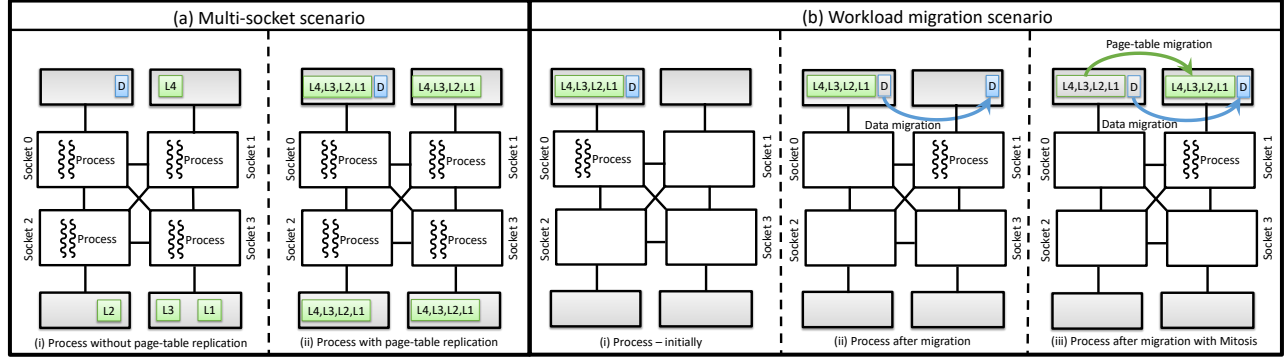 (a) Multi-socket scenario
(b) Workload migration scenario
D
L4
Socket 0
Process
Process
Socket 1
Socket 2
Process
Process
Socket 3
L2
L3
L1
(i) Process without page-table replication
L4,L3,L2,L1
D
L4,L3,L2,L1
Socket 0
Process
Process
Socket 1
Socket 2
Process
Process
Socket 3
L4,L3,L2,L1
L4,L3,L2,L1
(ii) Process with page-table replication
L4,L3,L2,L1
D
Socket 0
Process
Socket 1
Socket 2
Socket 3
(i) Process – initially
L4,L3,L2,L1
D
D
Data migration
Socket 0
Process
Socket 1
Socket 2
Socket 3
(ii) Process after migration
Page-table migration
L4,L3,L2,L1
D
L4,L3,L2,L1
D
Data migration
Socket 0
Process
Socket 1
Socket 2
Socket 3
(iii) Process after migration with Mitosis